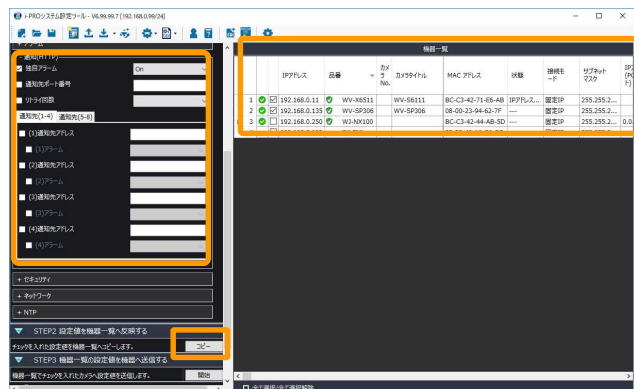 i-PROシステム設定ツール - V6.99.99.7 [192.168.0.99/24]
通知(HTTP)
独自アラーム On
通知先ポート番号
リトライ回数
通知先(1-4) 通知先(5-8)
(1)通知先アドレス
(1)アラーム
(2)通知先アドレス
(2)アラーム
(3)通知先アドレス
(3)アラーム
(4)通知先アドレス
(4)アラーム
+ セキュリティ
+ ネットワーク
+ NTP
STEP2 設定値を機器一覧へ反映する
チェックを入れた設定値を機器一覧へコピーします。 コピー
STEP3 機器一覧の設定値を機器へ送信する
機器一覧でチェックを入れたカメラへ設定値を送信します。 開始
機器一覧
IPアドレス 品番 カメラNo. カメラタイトル MAC アドレス 状態 接続モード サブネットマスク
1 192.168.0.11 WV-X6511 WV-S6111 BC-C3-42-71-E6-AB IPアドレス... 固定IP 255.255.2...
2 192.168.0.135 WV-SP306 WV-SP306 08-00-23-94-62-7F --- 固定IP 255.255.2...
3 192.168.0.250 WJ-NX100 BC-C3-42-44-AB-5D --- 固定IP 255.255.2... 0.0.
全て選択/全て選択解除